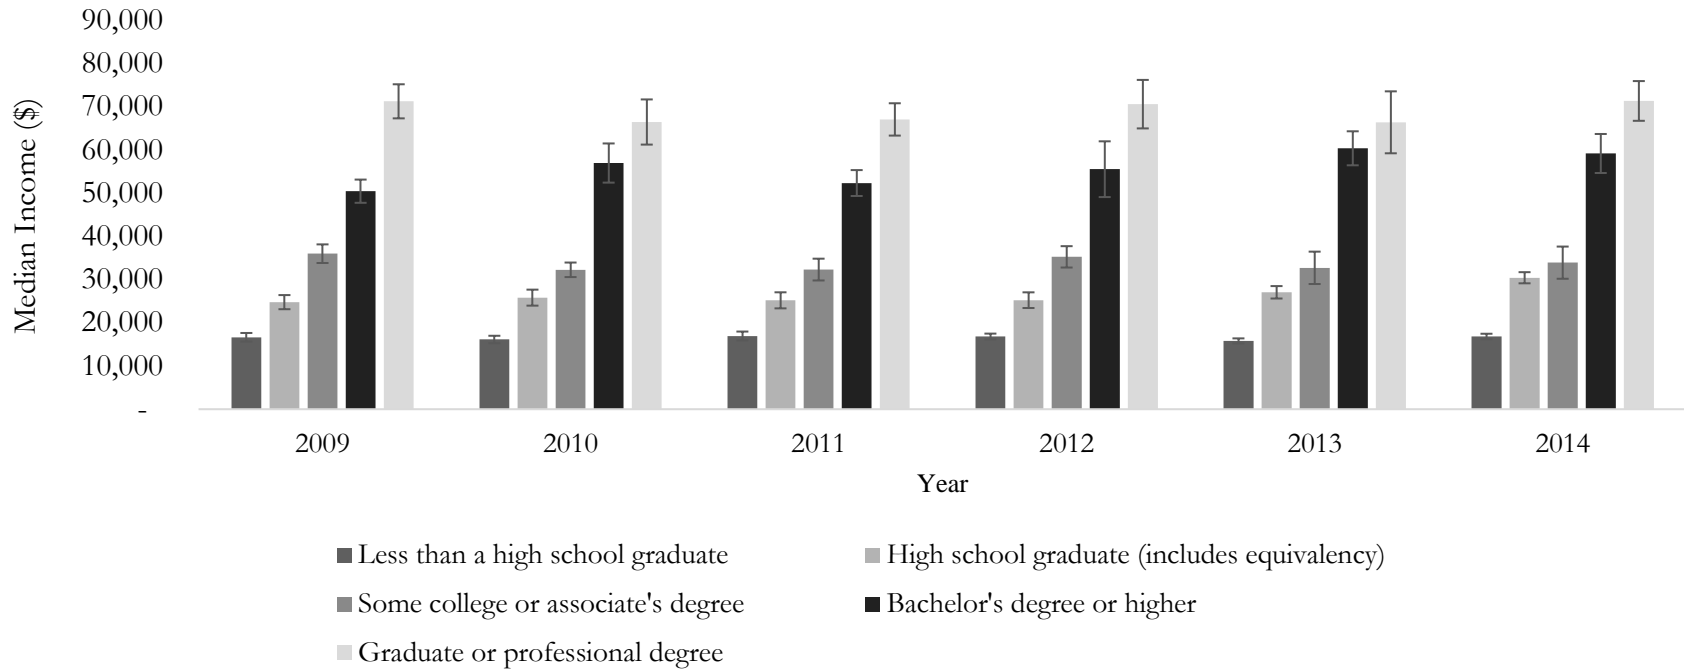 90,000
80,000
70,000
60,000
50,000
40,000
30,000
20,000
10,000
-
Median Income ($)
2009 2010 2011 2012 2013 2014
Year
Less than a high school graduate
High school graduate (includes equivalency)
Some college or associate's degree
Bachelor's degree or higher
Graduate or professional degree